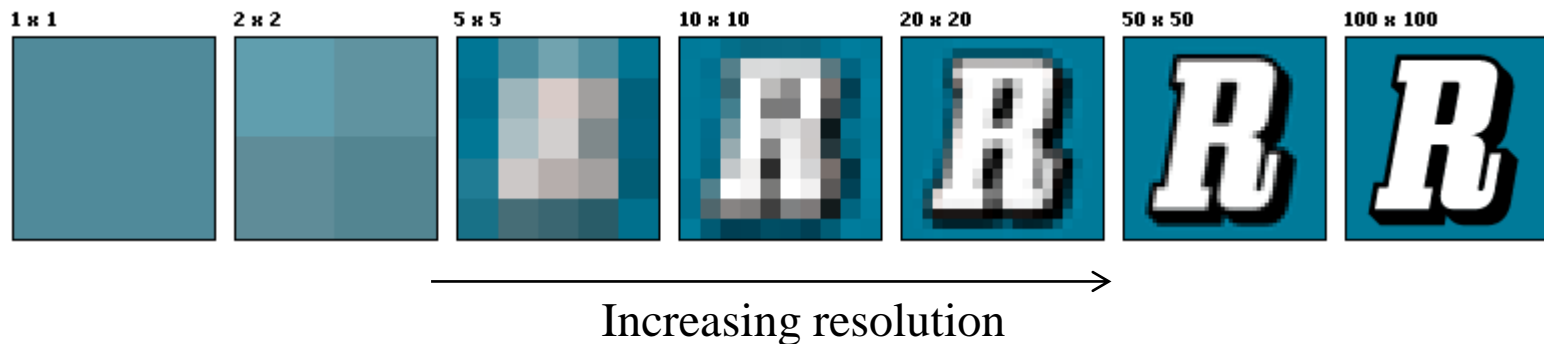 1 x 1 2 x 2 5 x 5 10 x 10 20 x 20 50 x 50 100 x 100
R R R R
Increasing resolution